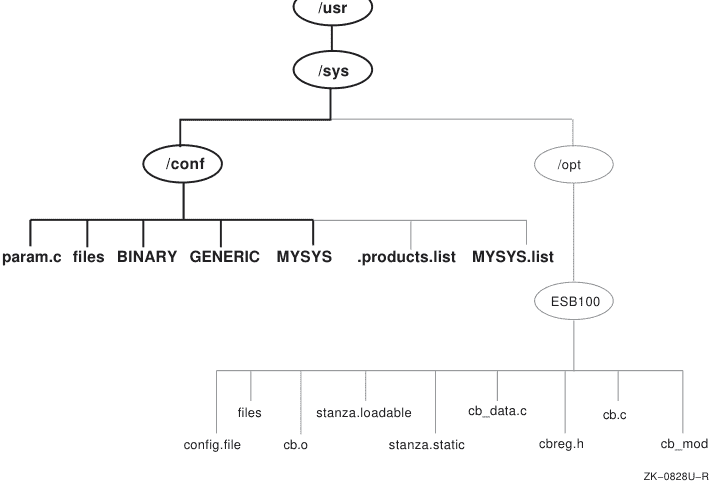 /usr
/sys
/conf
/opt
param.c files BINARY GENERIC MYSYS .products.list MYSYS.list
ESB100
files stanza.loadable cb_data.c cb.c
config.file cb.o stanza.static cbreg.h cb_mod
ZK−0828U−R